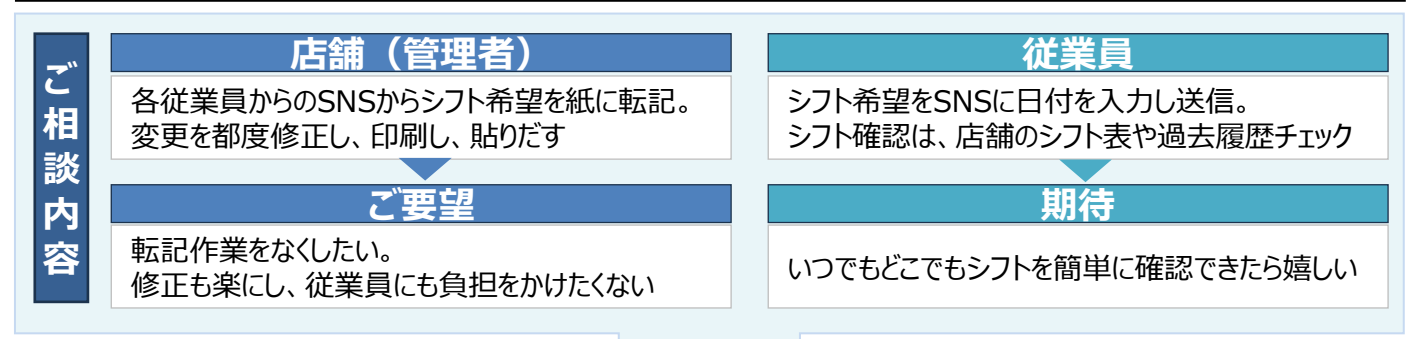 ご相談内容
店舗（管理者）
各従業員からのSNSからシフト希望を紙に転記。
変更を都度修正し、印刷し、貼りだす
ご要望
転記作業をなくしたい。
修正も楽にし、従業員にも負担をかけたくない
従業員
シフト希望をSNSに日付を入力し送信。
シフト確認は、店舗のシフト表や過去履歴チェック
期待
いつでもどこでもシフトを簡単に確認できたら嬉しい